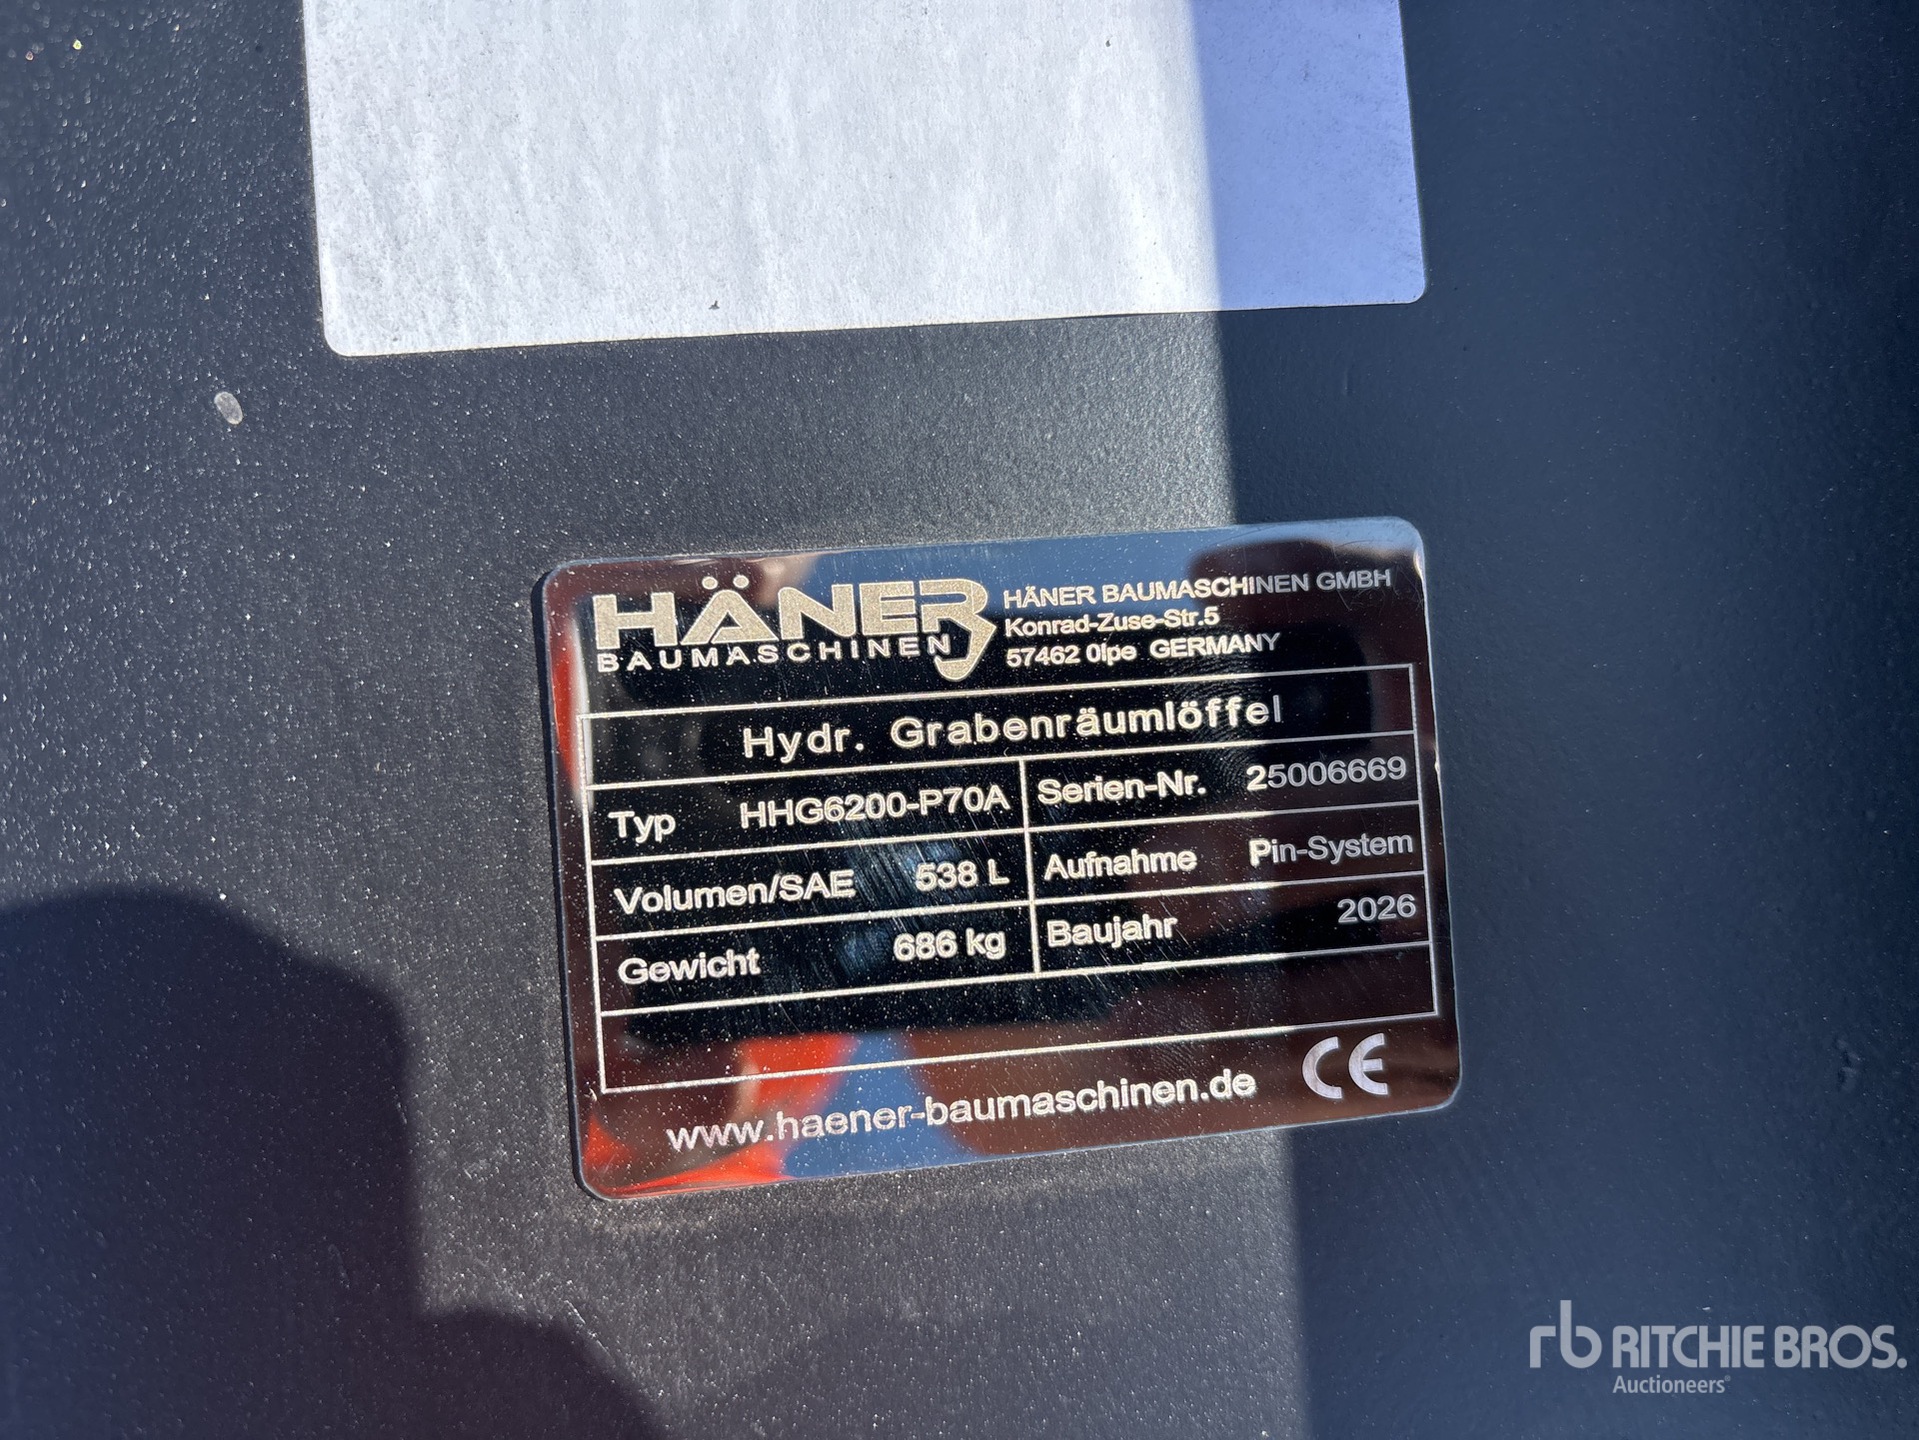 HÄNER
BAUMASCHINEN
HÄNER BAUMASCHINEN GMBH
Konrad-Zuse-Str.5
57462 Olpe GERMANY
Hydr. Grabenräumlöffel
Typ HHG6200-P70A Serien-Nr. 25006669
Volumen/SAE 538 L Aufnahme Pin-System
Gewicht 686 kg Baujahr 2026
www.haener-baumaschinen.de CE
rb RITCHIE BROS.
Auctioneers®